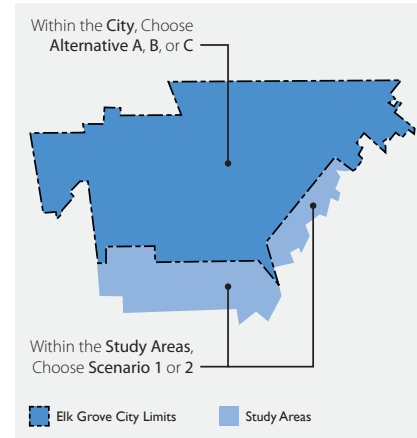 Within the City, Choose
Alternative A, B, or C
Within the Study Areas,
Choose Scenario 1 or 2
Elk Grove City Limits
Study Areas